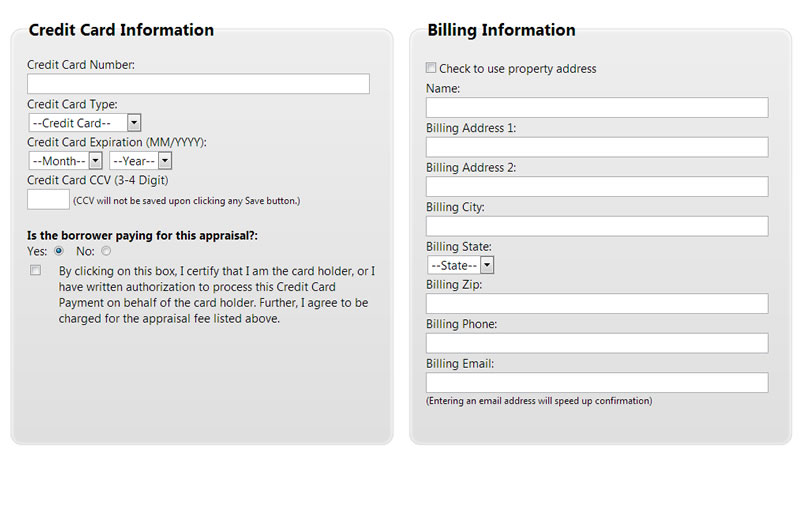 Credit Card Information
Credit Card Number:
Credit Card Type:
--Credit Card--
Credit Card Expiration (MM/YYYY):
--Month-- --Year--
Credit Card CCV (3-4 Digit)
(CCV will not be saved upon clicking any Save button.)
Is the borrower paying for this appraisal?:
Yes: No:
By clicking on this box, I certify that I am the card holder, or I
have written authorization to process this Credit Card
Payment on behalf of the card holder. Further, I agree to be
charged for the appraisal fee listed above.
Billing Information
Check to use property address
Name:
Billing Address 1:
Billing Address 2:
Billing City:
Billing State:
--State--
Billing Zip:
Billing Phone:
Billing Email:
(Entering an email address will speed up confirmation)